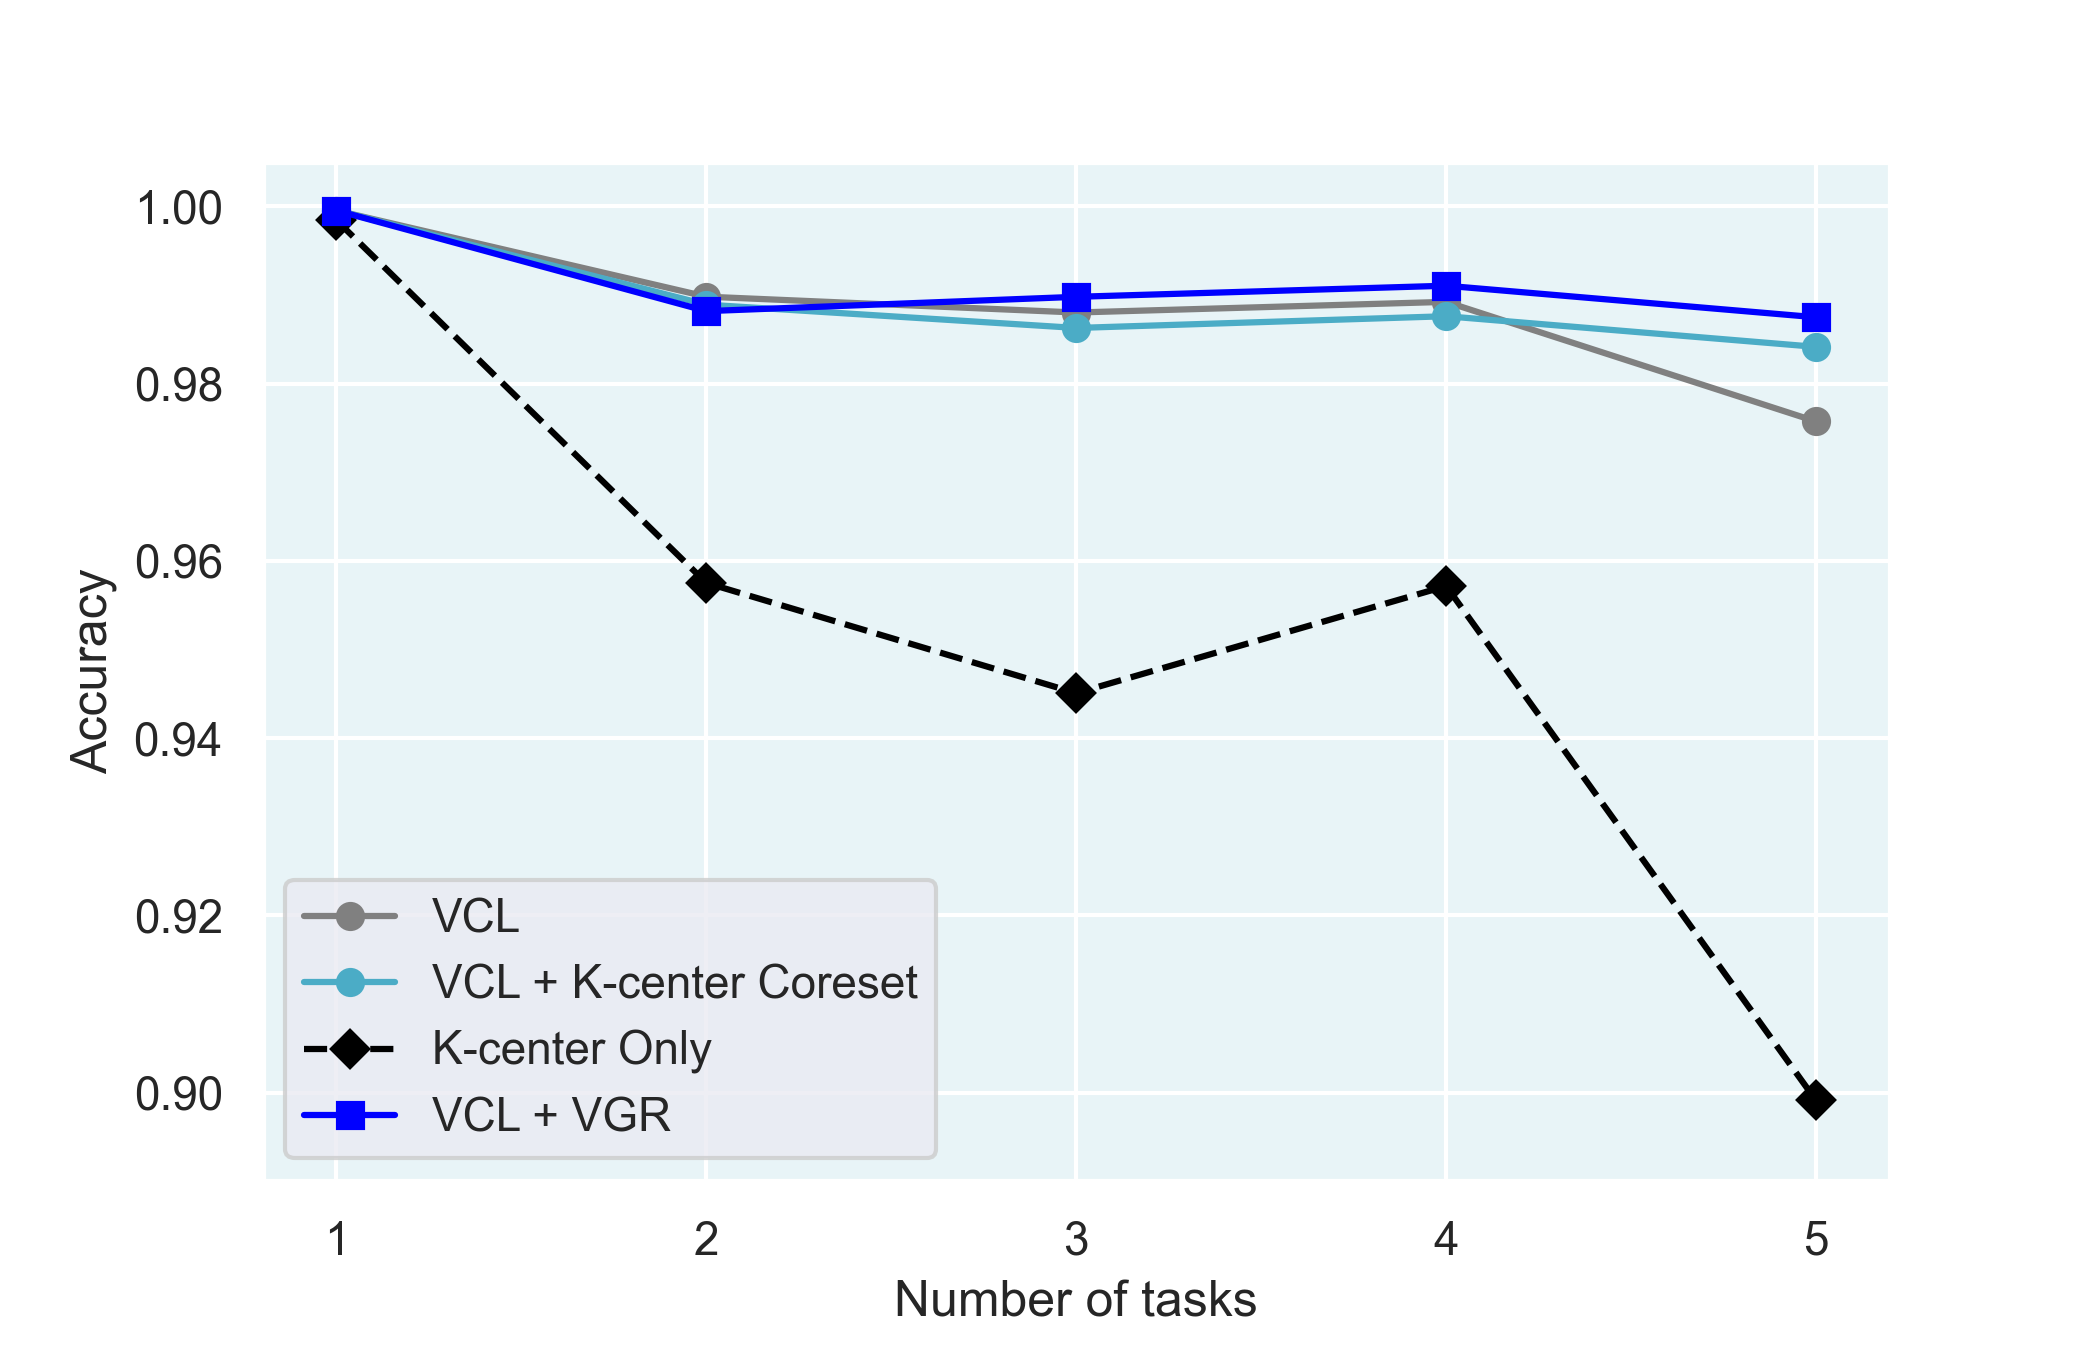 1.00
0.98
0.96
0.94
0.92
0.90
Accuracy
VCL
VCL + K-center Coreset
K-center Only
VCL + VGR
1 2 3 4 5
Number of tasks